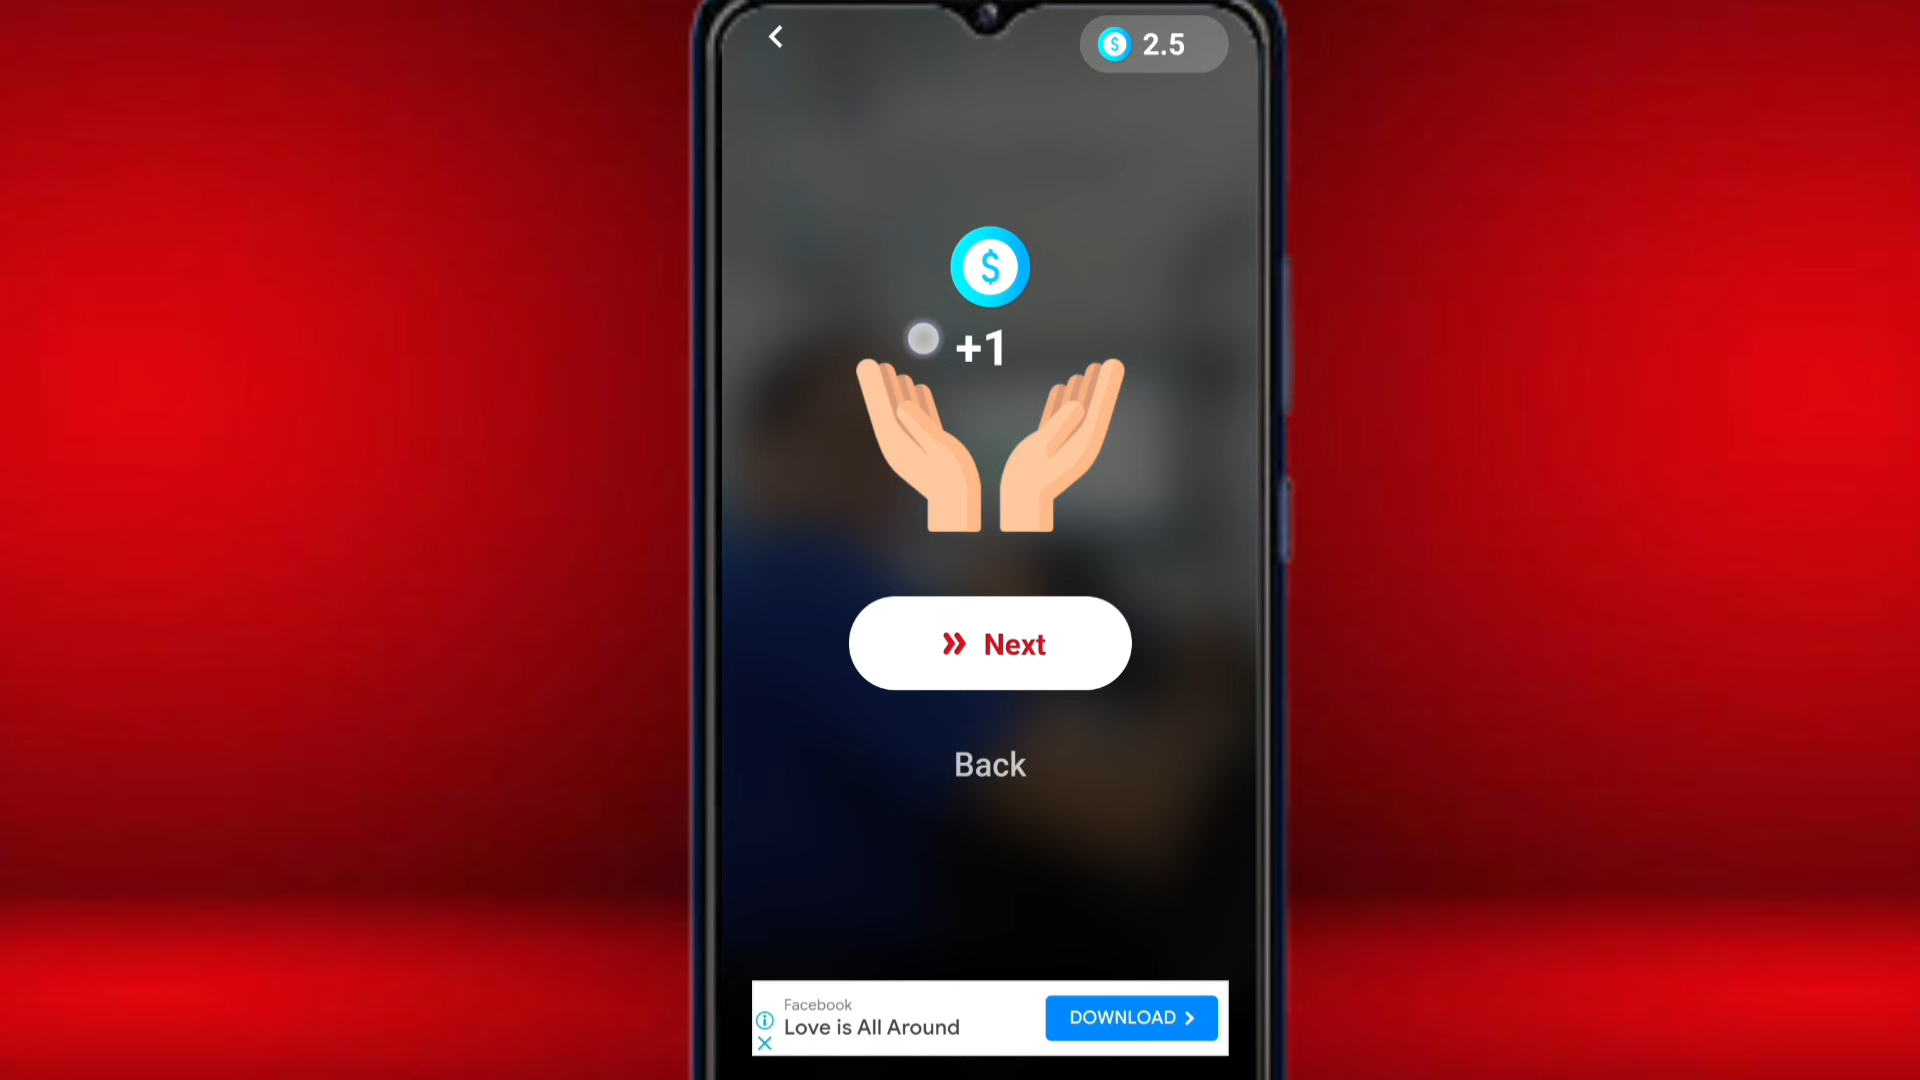 2.5
+1
Next
Back
Facebook
Love is All Around
DOWNLOAD